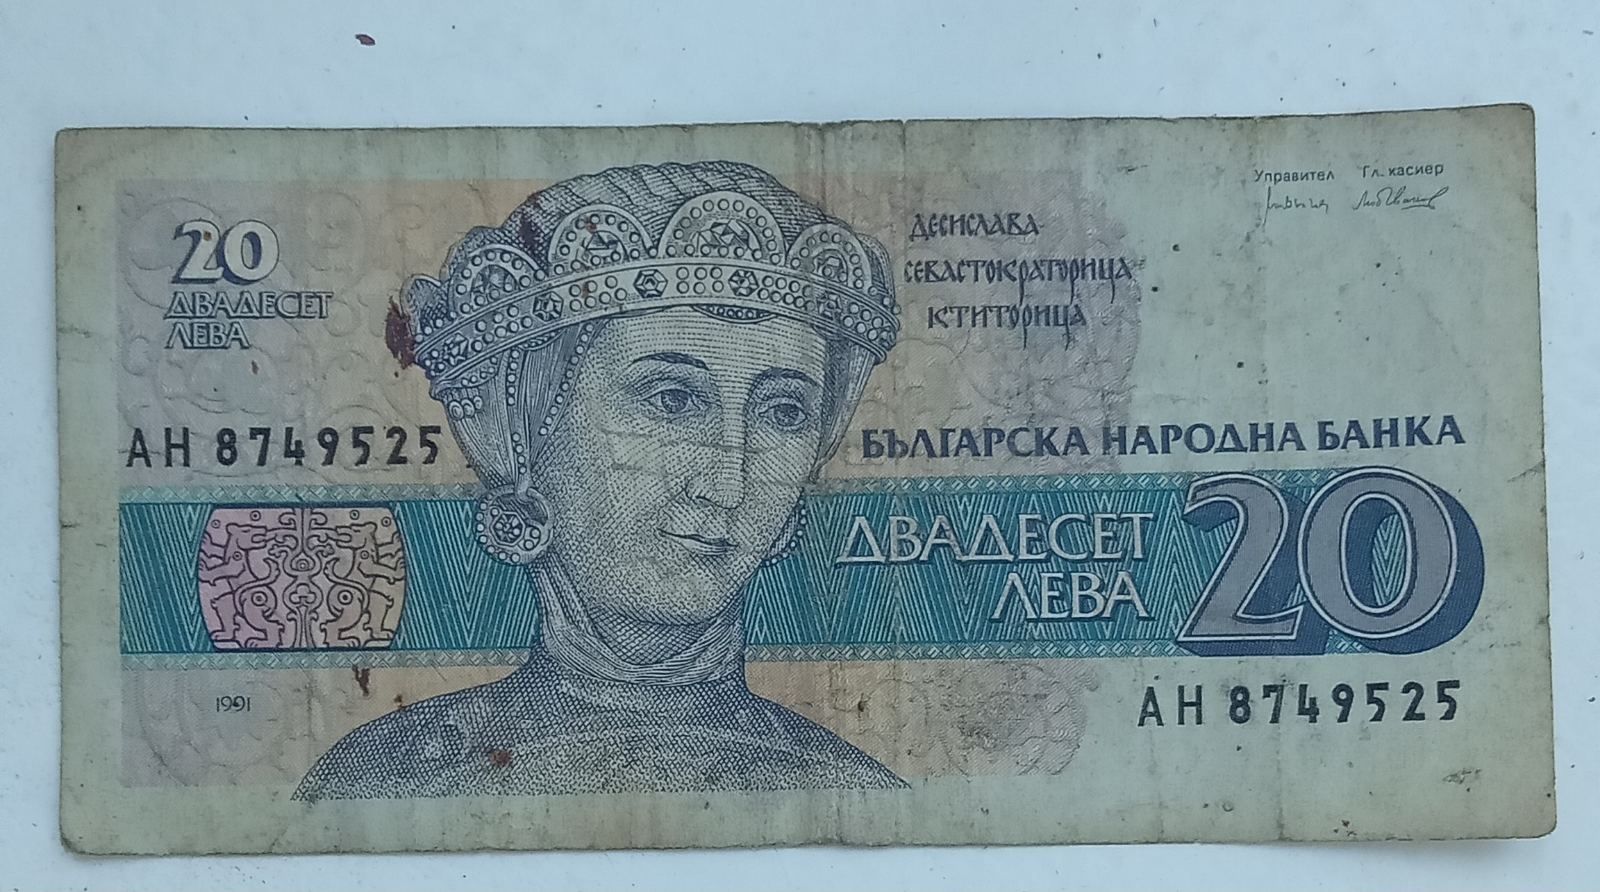 20
ДВАДЕСЕТ
ЛЕВА
ДЕСИСЛАВА
СЕВАСТОКРАТОРИЦА
КТИТОРИЦА
Управител Гл. касиер
АН 8749525
БЪЛГАРСКА НАРОДНА БАНКА
ДВАДЕСЕТ
ЛЕВА
20
1991
АН 8749525